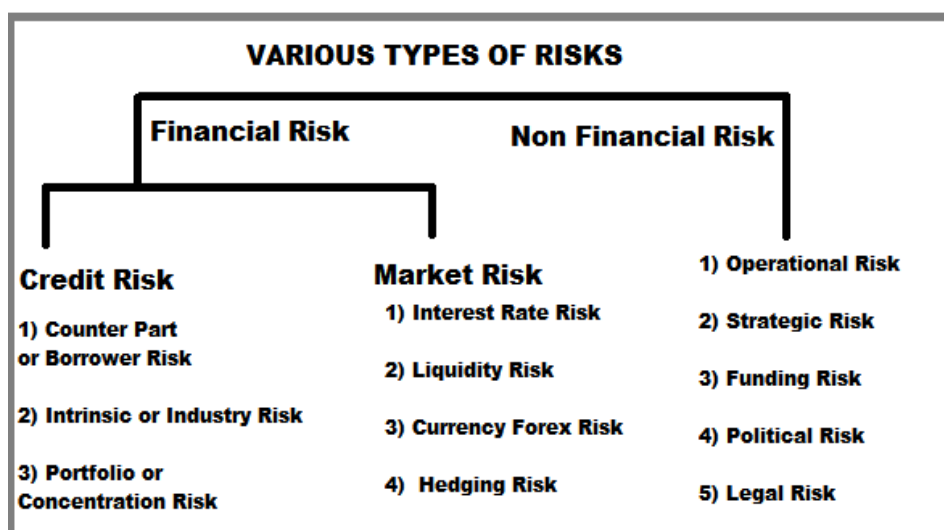 VARIOUS TYPES OF RISKS
Financial Risk
Non Financial Risk
Credit Risk
1) Counter Part
or Borrower Risk
2) Intrinsic or Industry Risk
3) Portfolio or
Concentration Risk
Market Risk
1) Interest Rate Risk
2) Liquidity Risk
3) Currency Forex Risk
4) Hedging Risk
1) Operational Risk
2) Strategic Risk
3) Funding Risk
4) Political Risk
5) Legal Risk